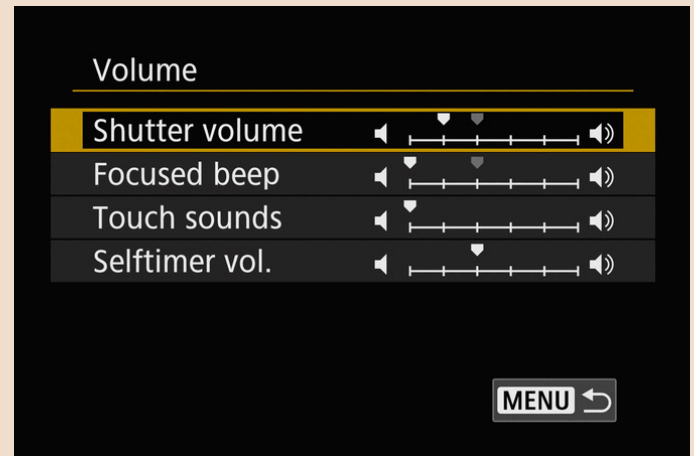 Volume
Shutter volume
Focused beep
Touch sounds
Selftimer vol.
MENU